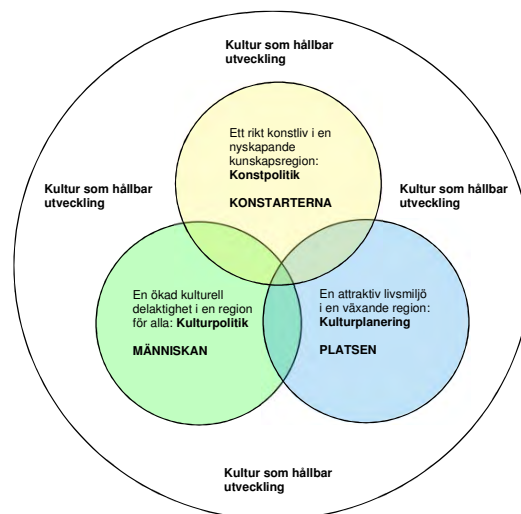 Kultur som hållbar
utveckling
Ett rikt konstliv i en
nyskapande
kunskapsregion:
Konstpolitik
KONSTARTERNA
Kultur som hållbar
utveckling
Kultur som hållbar
utveckling
En ökad kulturell
delaktighet i en region
för alla: Kulturpolitik
MÄNNISKAN
En attraktiv livsmiljö
i en växande region:
Kulturplanering
PLATSEN
Kultur som hållbar
utveckling